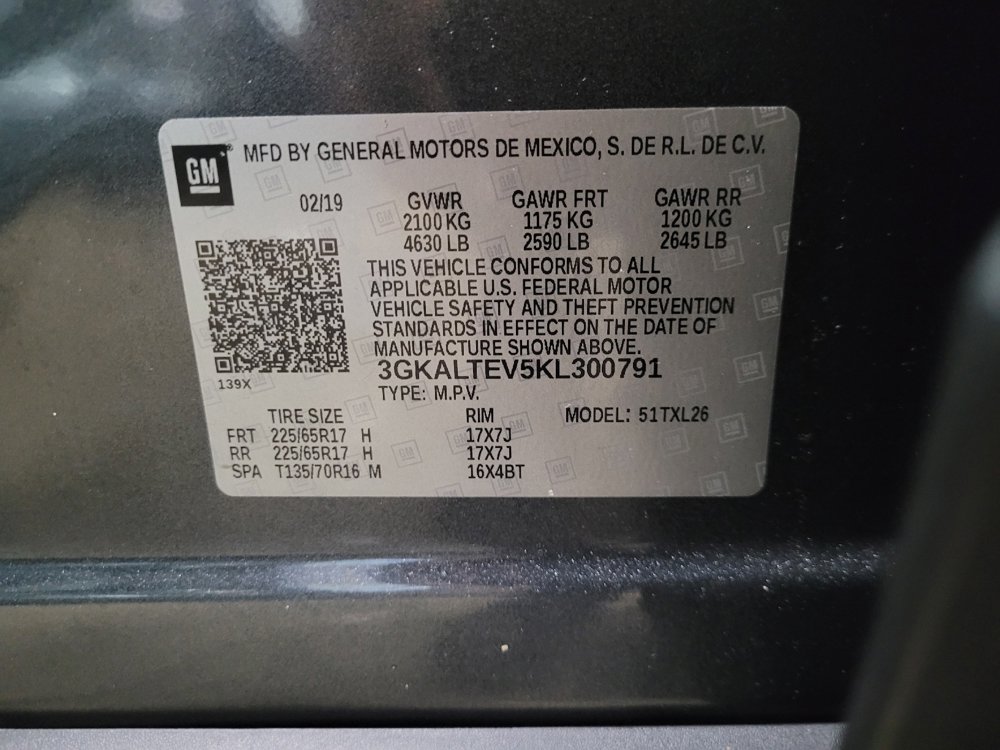 GM
MFD BY GENERAL MOTORS DE MEXICO, S. DE R.L. DE C.V.
02/19 GVWR GAWR FRT GAWR RR
2100 KG 1175 KG 1200 KG
4630 LB 2590 LB 2645 LB
THIS VEHICLE CONFORMS TO ALL
APPLICABLE U.S. FEDERAL MOTOR
VEHICLE SAFETY AND THEFT PREVENTION
STANDARDS IN EFFECT ON THE DATE OF
MANUFACTURE SHOWN ABOVE.
139X
3GKALTEV5KL300791
TYPE: M.P.V.
TIRE SIZE RIM MODEL: 51TXL26
FRT 225/65R17 H 17X7J
RR 225/65R17 H 17X7J
SPA T135/70R16 M 16X4BT